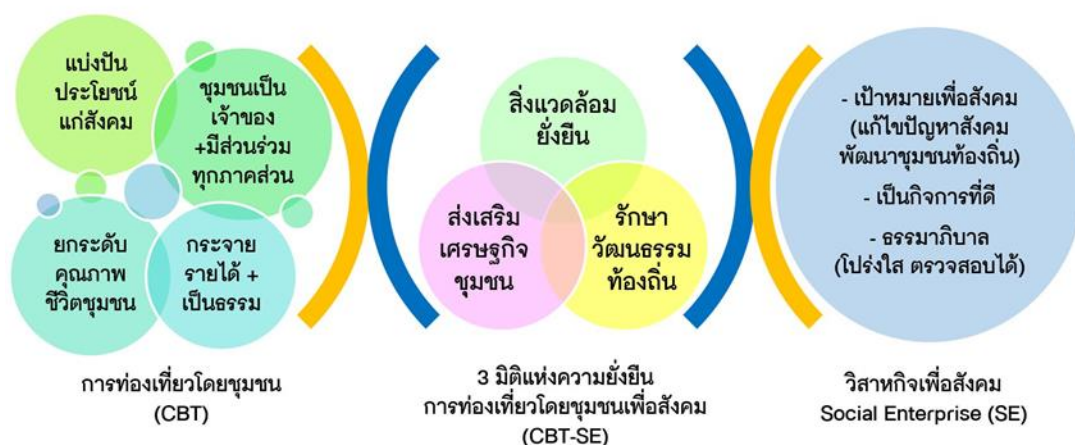 แบ่งปัน
ประโยชน์
แก่สังคม
ชุมชนเป็น
เจ้าของ
+มีส่วนร่วม
ทุกภาคส่วน
ยกระดับ
คุณภาพ
ชีวิตชุมชน
กระจาย
รายได้ +
เป็นธรรม
การท่องเที่ยวโดยชุมชน
(CBT)
สิ่งแวดล้อม
ยั่งยืน
ส่งเสริม
เศรษฐกิจ
ชุมชน
รักษา
วัฒนธรรม
ท้องถิ่น
3 มิติแห่งความยั่งยืน
การท่องเที่ยวโดยชุมชนเพื่อสังคม
(CBT-SE)
- เป้าหมายเพื่อสังคม
(แก้ไขปัญหาสังคม
พัฒนาชุมชนท้องถิ่น)
- เป็นกิจการที่ดี
- ธรรมาภิบาล
(โปร่งใส ตรวจสอบได้)
วิสาหกิจเพื่อสังคม
Social Enterprise (SE)